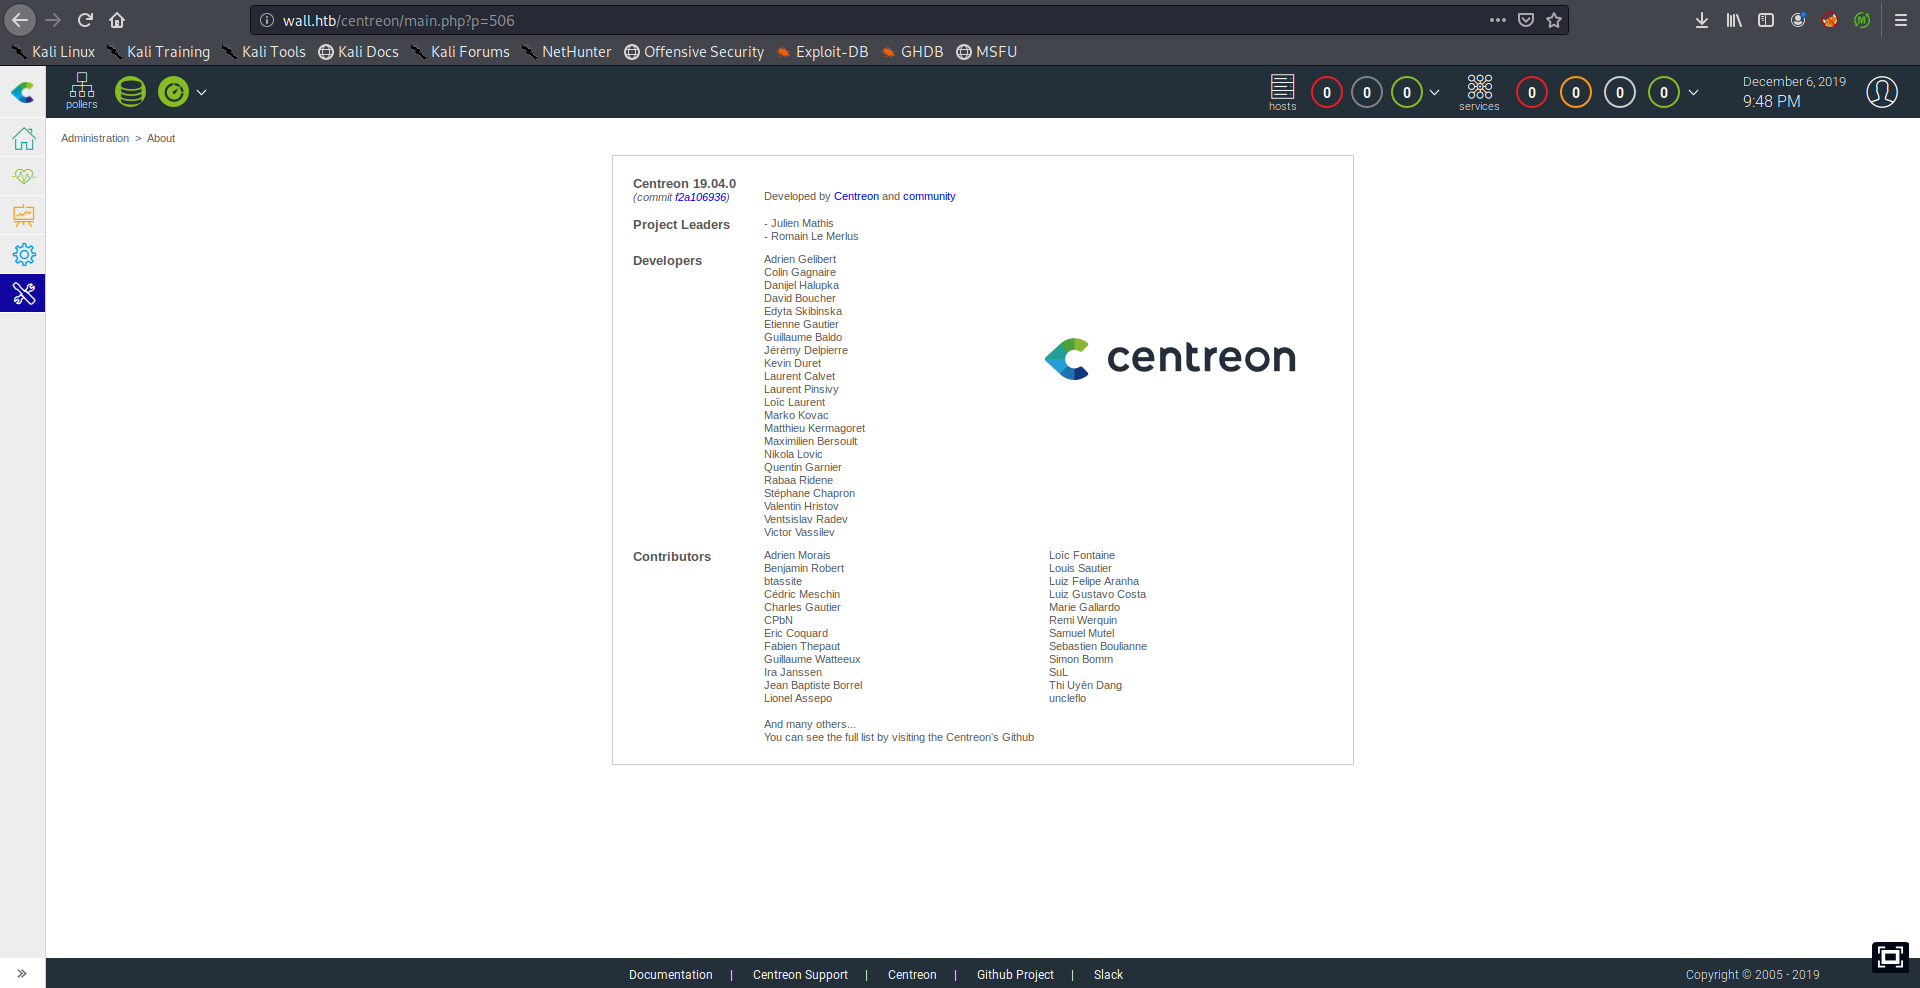 wall.htb/centreon/main.php?p=506
Kali Linux Kali Training Kali Tools Kali Docs Kali Forums NetHunter Offensive Security Exploit-DB GHDB MSFU
pollers
hosts 0 0 0 services 0 0 0 0
December 6, 2019
9:48 PM
Administration > About
Centreon 19.04.0
(commit f2a106936) Developed by Centreon and community
Project Leaders - Julien Mathis
- Romain Le Merlus
Developers Adrien Gelibert
Colin Gagnaire
Danijel Halupka
David Boucher
Edyta Skibinska
Etienne Gautier
Guillaume Baldo
Jérémy Delpierre
Kevin Duret
Laurent Calvet
Laurent Pinsivy
Loïc Laurent
Marko Kovac
Matthieu Kermagoret
Maximilien Bersoult
Nikola Lovic
Quentin Garnier
Rabaa Ridene
Stéphane Chapron
Valentin Hristov
Ventsislav Radev
Victor Vassilev
centreon
Contributors
Adrien Morais
Benjamin Robert
btassite
Cédric Meschin
Charles Gautier
CPbN
Eric Coquard
Fabien Thepaut
Guillaume Watteeux
Ira Janssen
Jean Baptiste Borrel
Lionel Assepo
Loïc Fontaine
Louis Sautier
Luiz Felipe Aranha
Luiz Gustavo Costa
Marie Gallardo
Remi Werquin
Samuel Mutel
Sebastien Boulianne
Simon Bomm
SuL
Thi Uyên Dang
uncleflo
And many others...
You can see the full list by visiting the Centreon's Github
Documentation | Centreon Support | Centreon | Github Project | Slack
Copyright © 2005 - 2019